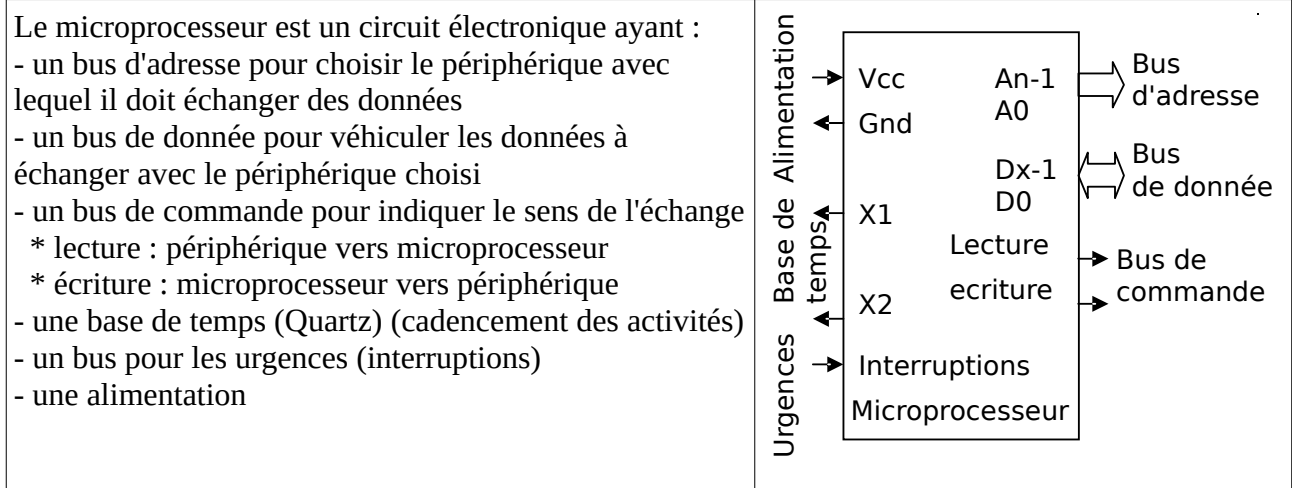 Le microprocesseur est un circuit électronique ayant :
- un bus d'adresse pour choisir le périphérique avec
lequel il doit échanger des données
- un bus de donnée pour véhiculer les données à
échanger avec le périphérique choisi
- un bus de commande pour indiquer le sens de l'échange
* lecture : périphérique vers microprocesseur
* écriture : microprocesseur vers périphérique
- une base de temps (Quartz) (cadencement des activités)
- un bus pour les urgences (interruptions)
- une alimentation
Alimentation
Base de
temps
Urgences
Vcc
Gnd
X1
X2
Interruptions
Microprocesseur
An-1
A0
Dx-1
D0
Lecture
ecriture
Bus
d'adresse
Bus
de donnée
Bus de
commande